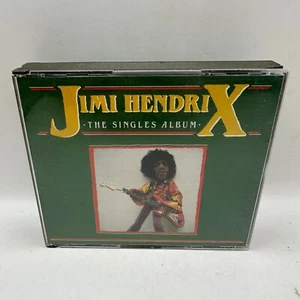 JIMI HENDRIX
·THE SINGLES ALBUM·